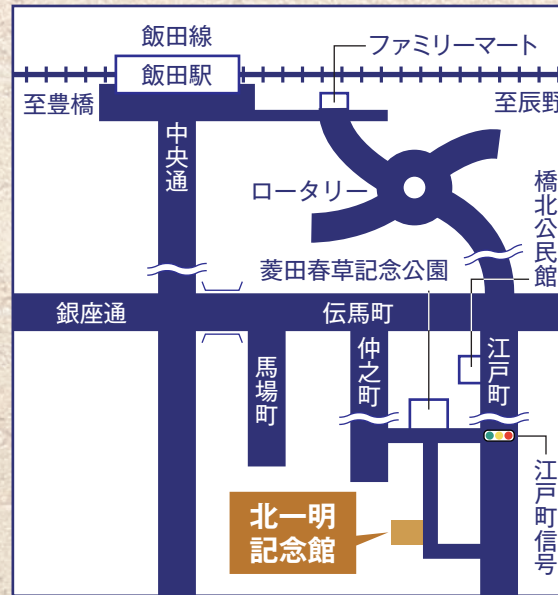 飯田線
ファミリーマート
飯田駅
至豊橋
至辰野
中央通
ロータリー
橋北公民館
菱田春草記念公園
銀座通
伝馬町
仲之町
江戸町
馬場町
江戸町信号
北一明
記念館